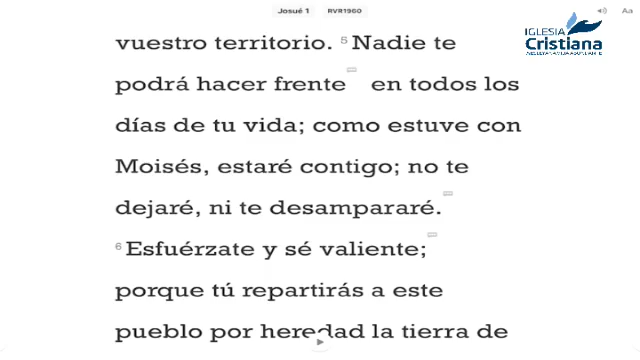 Josué 1 RVR1960
Aa
IGLESIA
Cristiana
vuestro territorio. 5 Nadie te
podrá hacer frente en todos los
días de tu vida; como estuve con
Moisés, estaré contigo; no te
dejaré, ni te desampararé.
6 Esfuérzate y sé valiente;
porque tú repartirás a este
pueblo por heredad la tierra de